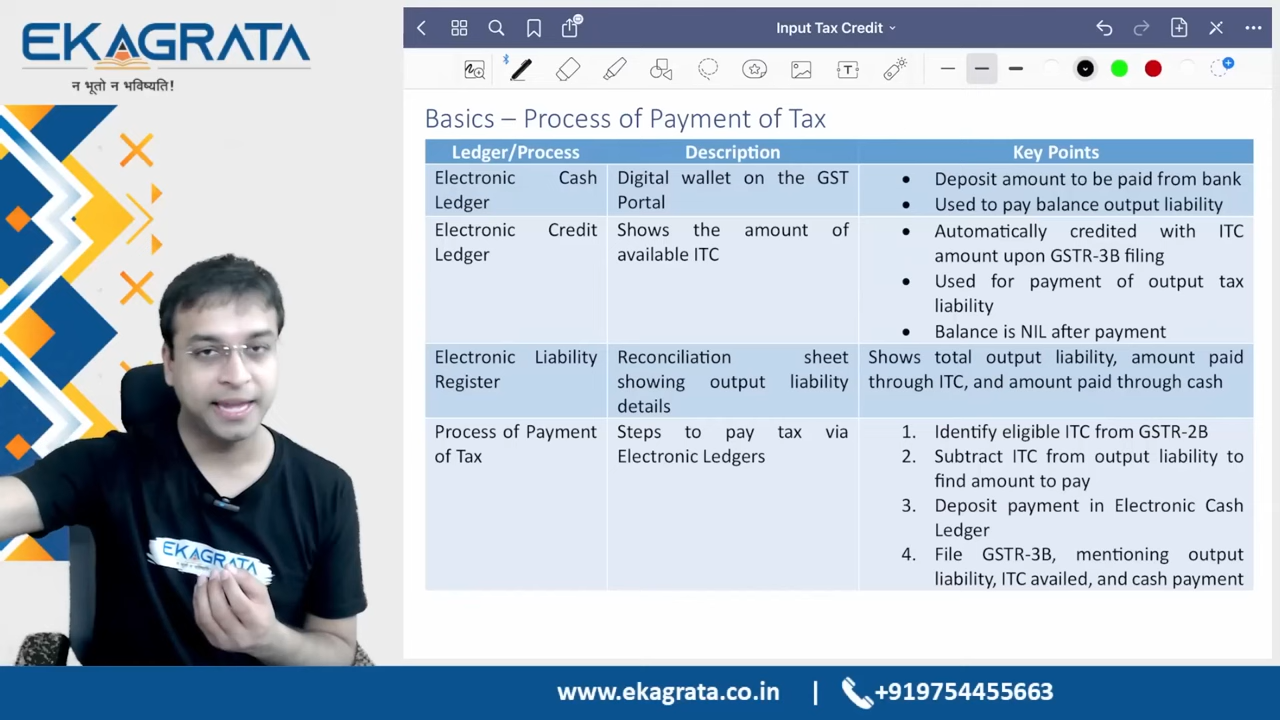 EKAGRATA
न भूतो न भविष्यति!
Input Tax Credit
T
Basics – Process of Payment of Tax
Ledger/Process Description Key Points
Electronic Cash
Ledger
Digital wallet on the GST
Portal
• Deposit amount to be paid from bank
• Used to pay balance output liability
Electronic Credit
Ledger
Shows the amount of
available ITC
• Automatically credited with ITC
amount upon GSTR-3B filing
• Used for payment of output tax
liability
• Balance is NIL after payment
Electronic Liability
Register
Reconciliation sheet
showing output liability
details
Shows total output liability, amount paid
through ITC, and amount paid through cash
Process of Payment
of Tax
Steps to pay tax via
Electronic Ledgers
1. Identify eligible ITC from GSTR-2B
2. Subtract ITC from output liability to
find amount to pay
3. Deposit payment in Electronic Cash
Ledger
4. File GSTR-3B, mentioning output
liability, ITC availed, and cash payment
EKAGRATA
www.ekagrata.co.in | +919754455663